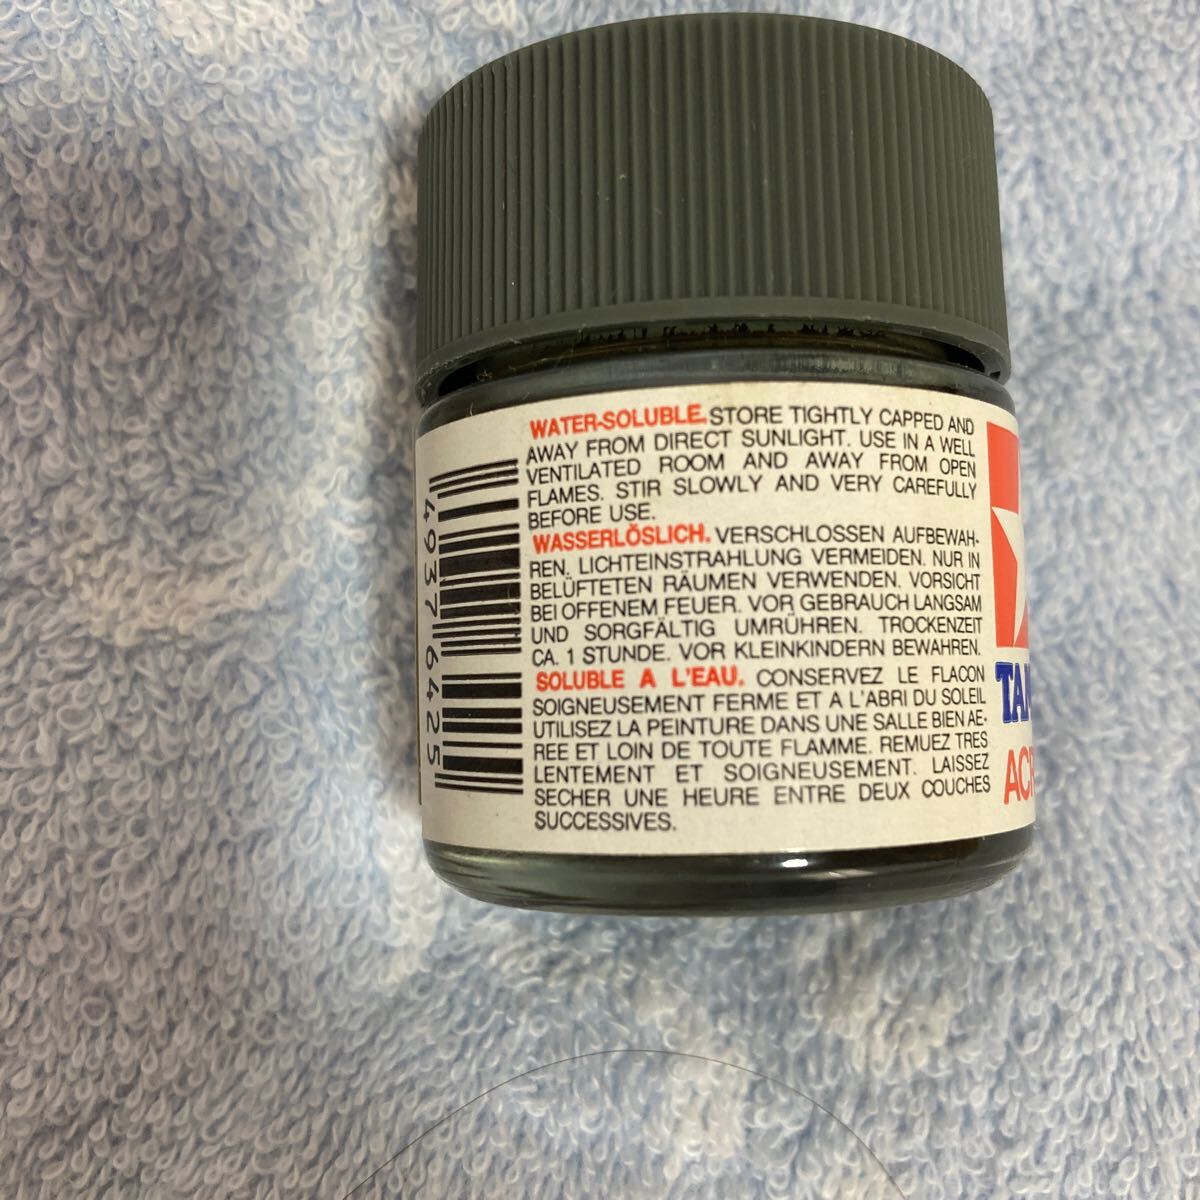 WATER-SOLUBLE. STORE TIGHTLY CAPPED AND
AWAY FROM DIRECT SUNLIGHT. USE IN A WELL
VENTILATED ROOM AND AWAY FROM OPEN
FLAMES. STIR SLOWLY AND VERY CAREFULLY
BEFORE USE.
WASSERLÖSLICH. VERSCHLOSSEN AUFBEWAH-
REN. LICHTEINSTRAHLUNG VERMEIDEN. NUR IN
BELÜFTETEN RÄUMEN VERWENDEN. VORSICHT
BEI OFFENEM FEUER. VOR GEBRAUCH LANGSAM
UND SORGFÄLTIG UMRÜHREN. TROCKENZEIT
CA. 1 STUNDE. VOR KLEINKINDERN BEWAHREN.
SOLUBLE A L'EAU. CONSERVEZ LE FLACON
SOIGNEUSEMENT FERME ET A L'ABRI DU SOLEIL
UTILISEZ LA PEINTURE DANS UNE SALLE BIEN AE-
REE ET LOIN DE TOUTE FLAMME. REMUEZ TRES
LENTEMENT ET SOIGNEUSEMENT. LAISSEZ
SECHER UNE HEURE ENTRE DEUX COUCHES
SUCCESSIVES.
4937 6425